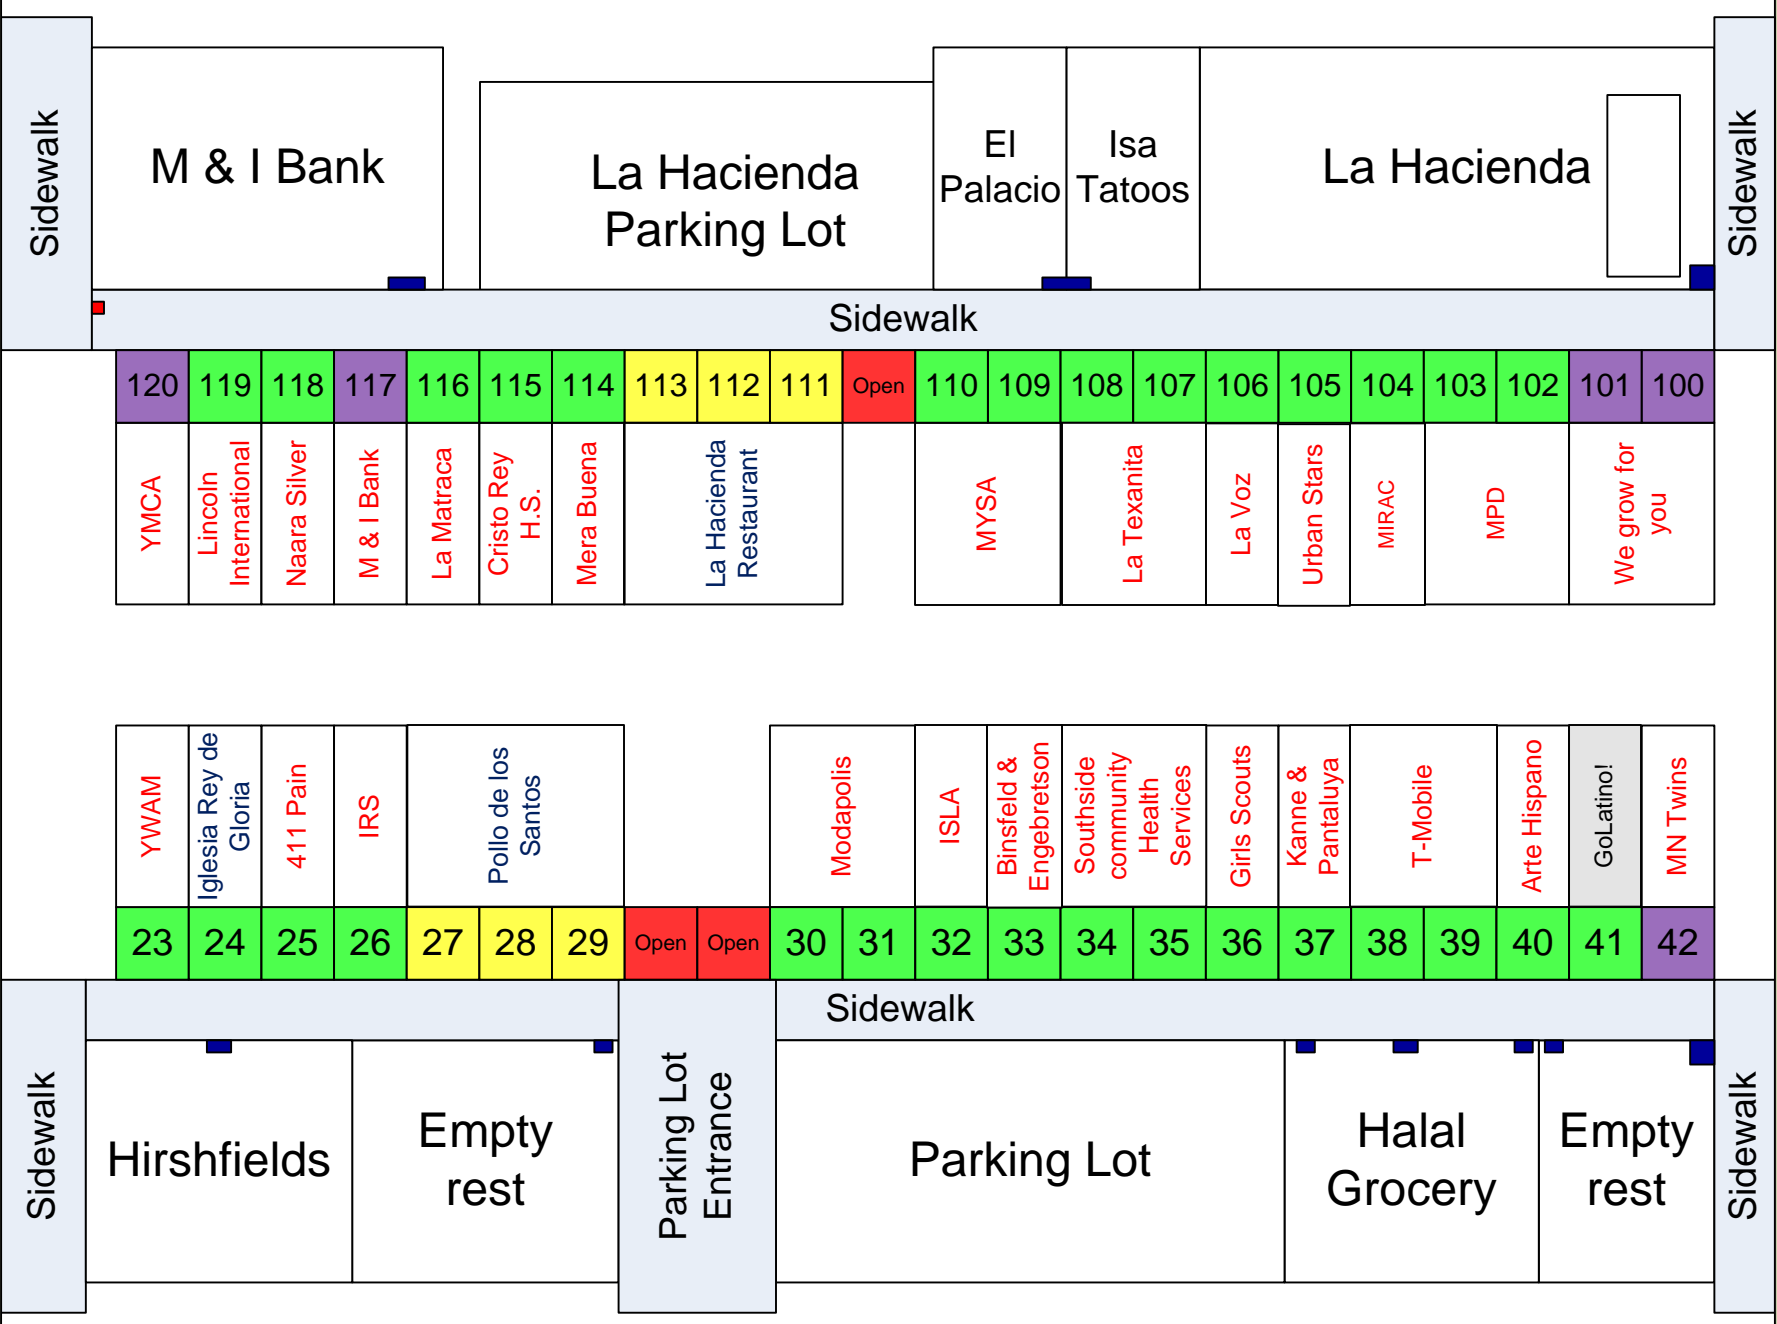 Sidewalk
M & I Bank
La Hacienda
Parking Lot
El
Palacio
Isa
Tatoos
La Hacienda
Sidewalk
Sidewalk
120
119
118
117
116
115
114
113
112
111
Open
110
109
108
107
106
105
104
103
102
101
100
YMCA
Lincoln
International
Naara Silver
M & I Bank
La Matraca
Cristo Rey
H.S.
Mera Buena
La Hacienda
Restaurant
MYSA
La Texanita
La Voz
Urban Stars
MIRAC
MPD
We grow for
you
YWAM
Iglesia Rey de
Gloria
411 Pain
IRS
Pollo de los
Santos
Modapolis
ISLA
Binsfeld &
Engebretson
Southside
community
Health
Services
Girls Scouts
Kanne &
Pantaluya
T-Mobile
Arte Hispano
GoLatino!
MN Twins
23
24
25
26
27
28
29
Open
Open
30
31
32
33
34
35
36
37
38
39
40
41
42
Sidewalk
Sidewalk
Hirshfields
Empty
rest
Parking Lot
Entrance
Parking Lot
Halal
Grocery
Empty
rest
Sidewalk